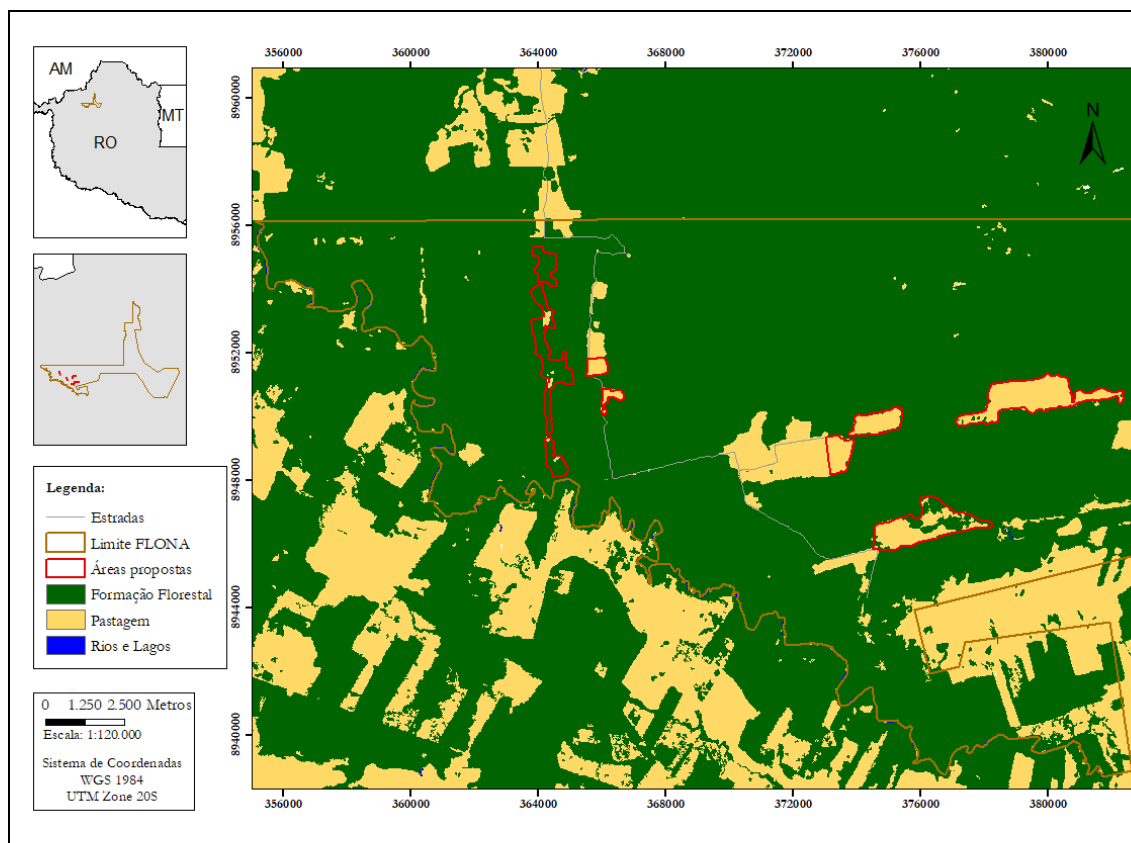 AM
MT
RO
Legenda:
Estradas
Limite FLONA
Áreas propostas
Formação Florestal
Pastagem
Rios e Lagos
0 1.250 2.500 Metros
Escala: 1:120.000
Sistema de Coordenadas
WGS 1984
UTM Zone 20S
356000 360000 364000 368000 372000 376000 380000
N
8960000
8956000
8952000
8948000
8944000
8940000
356000 360000 364000 368000 372000 376000 380000